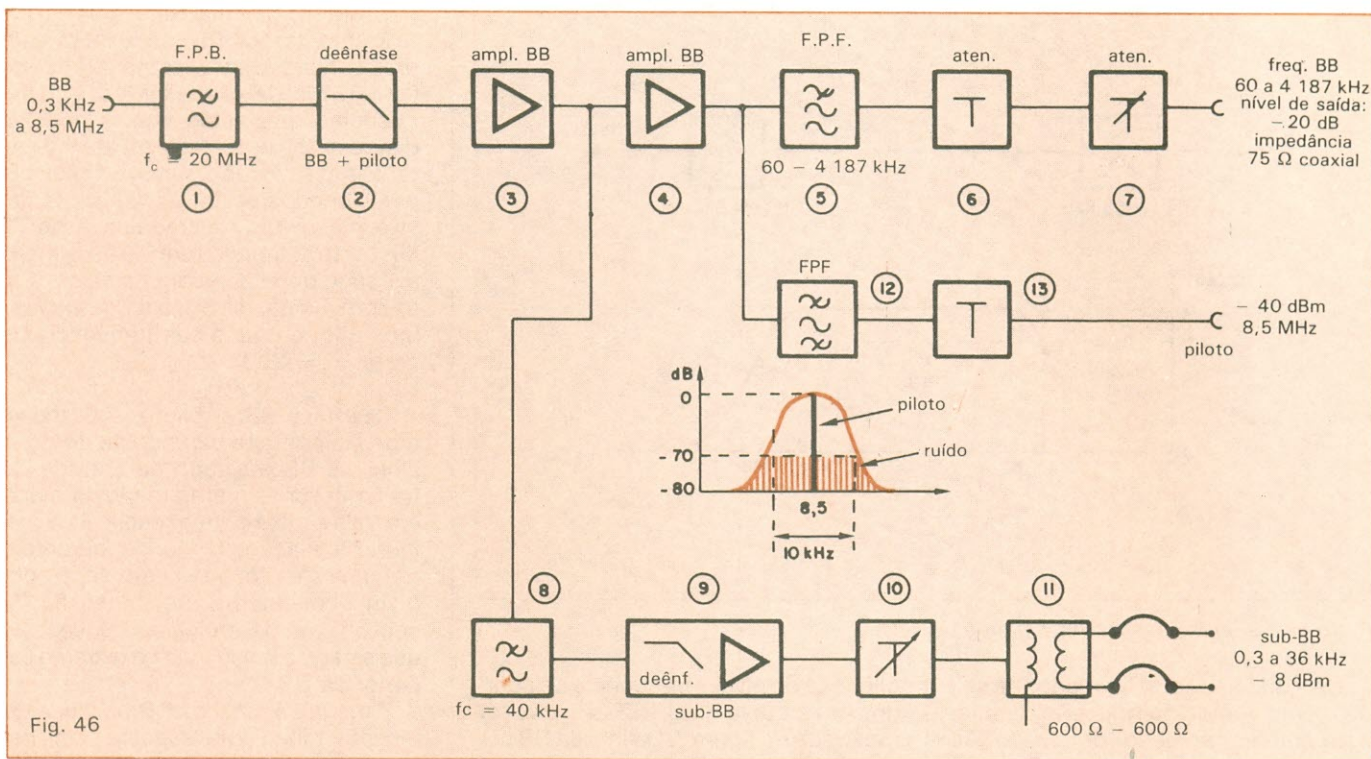 BB
0,3 KHz
a 8,5 MHz
F.P.B.
f_c = 20 MHz
1
deênfase
BB + piloto
2
ampl. BB
3
ampl. BB
4
F.P.F.
60 – 4 187 kHz
5
aten.
6
aten.
7
freq. BB
60 a 4 187 kHz
nível de saída:
– 20 dB
impedância
75 Ω coaxial
FPF
12
13
– 40 dBm
8,5 MHz
piloto
dB
0
piloto
- 70
ruído
- 80
8,5
10 kHz
8
fc = 40 kHz
9
deênf.
sub-BB
10
11
600 Ω – 600 Ω
sub-BB
0,3 a 36 kHz
– 8 dBm
Fig. 46